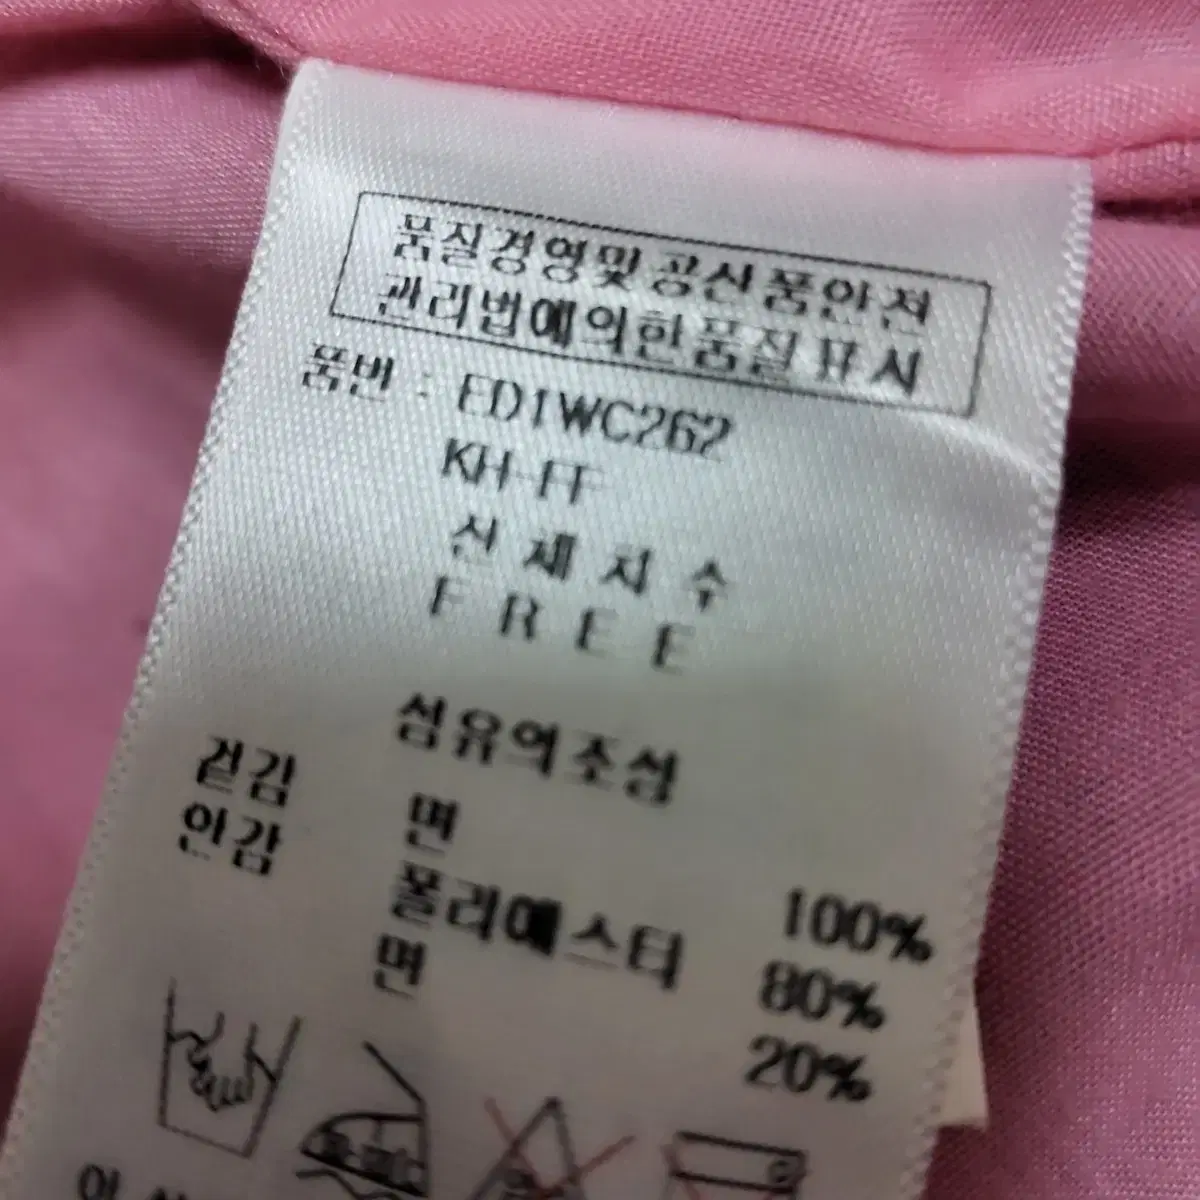 품질경영및공산품안전
관리법에의한품질표시
품번 : ED1WC262
KH-FF
신체치수
FREE
섬유의조성
겉감 면 100%
안감 폴리에스터 80%
면 20%